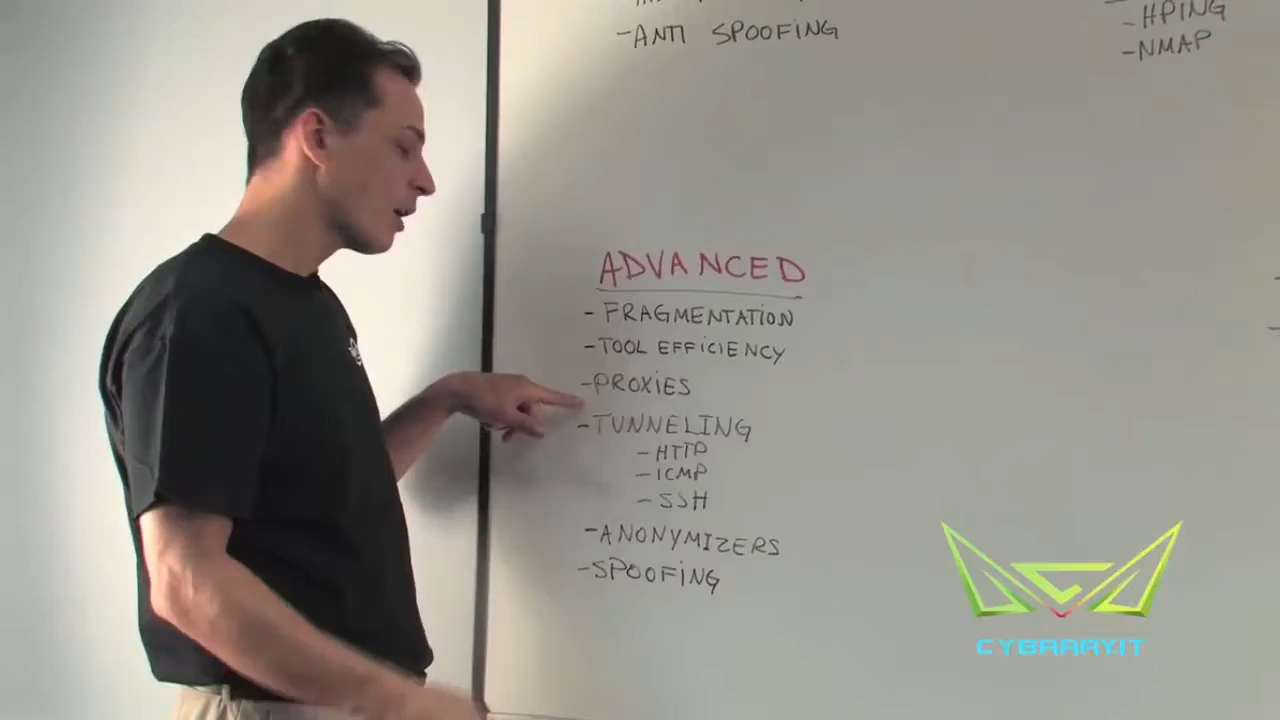 -ANTI SPOOFING
-HPING
-NMAP
ADVANCED
-FRAGMENTATION
-TOOL EFFICIENCY
-PROXIES
-TUNNELING
-HTTP
-ICMP
-SSH
-ANONYMIZERS
-SPOOFING
CYBRARY.IT